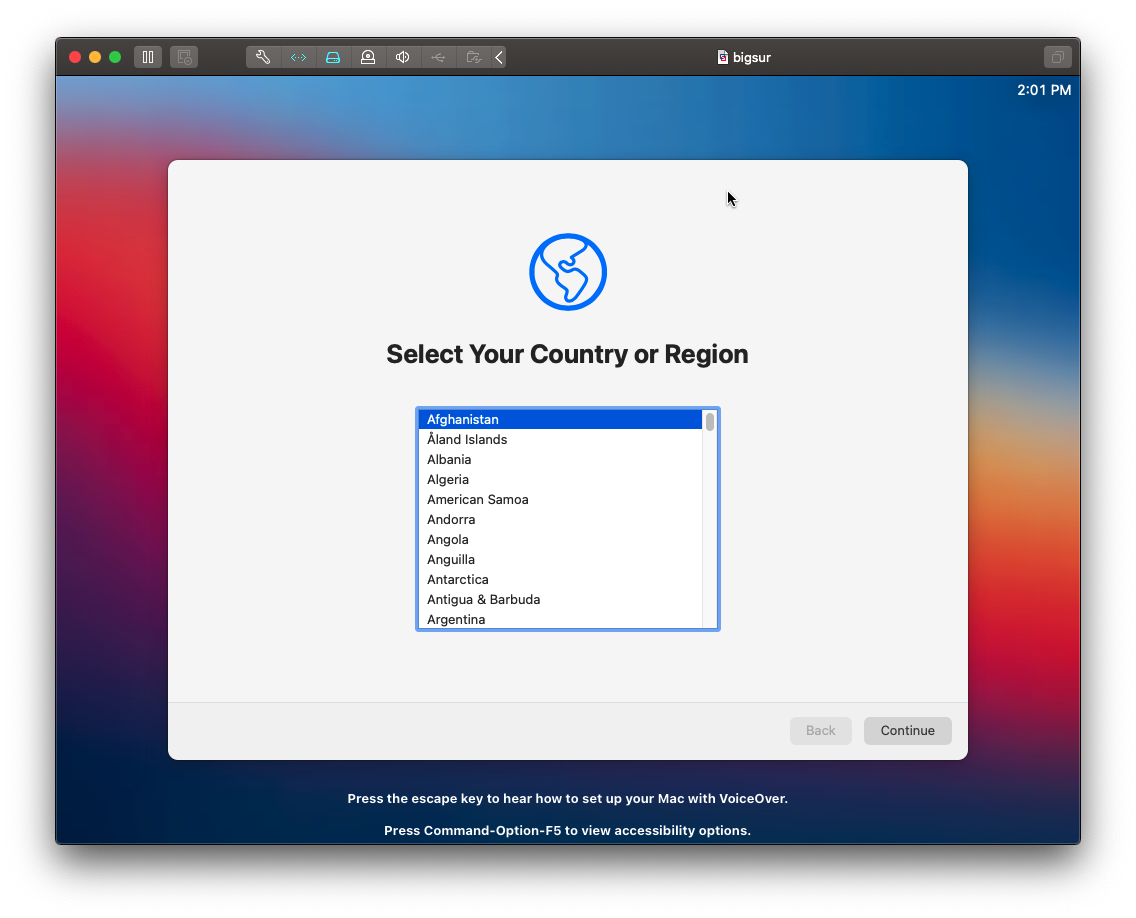 bigsur
2:01 PM
Select Your Country or Region
Afghanistan
Åland Islands
Albania
Algeria
American Samoa
Andorra
Angola
Anguilla
Antarctica
Antigua & Barbuda
Argentina
Back
Continue
Press the escape key to hear how to set up your Mac with VoiceOver.
Press Command-Option-F5 to view accessibility options.